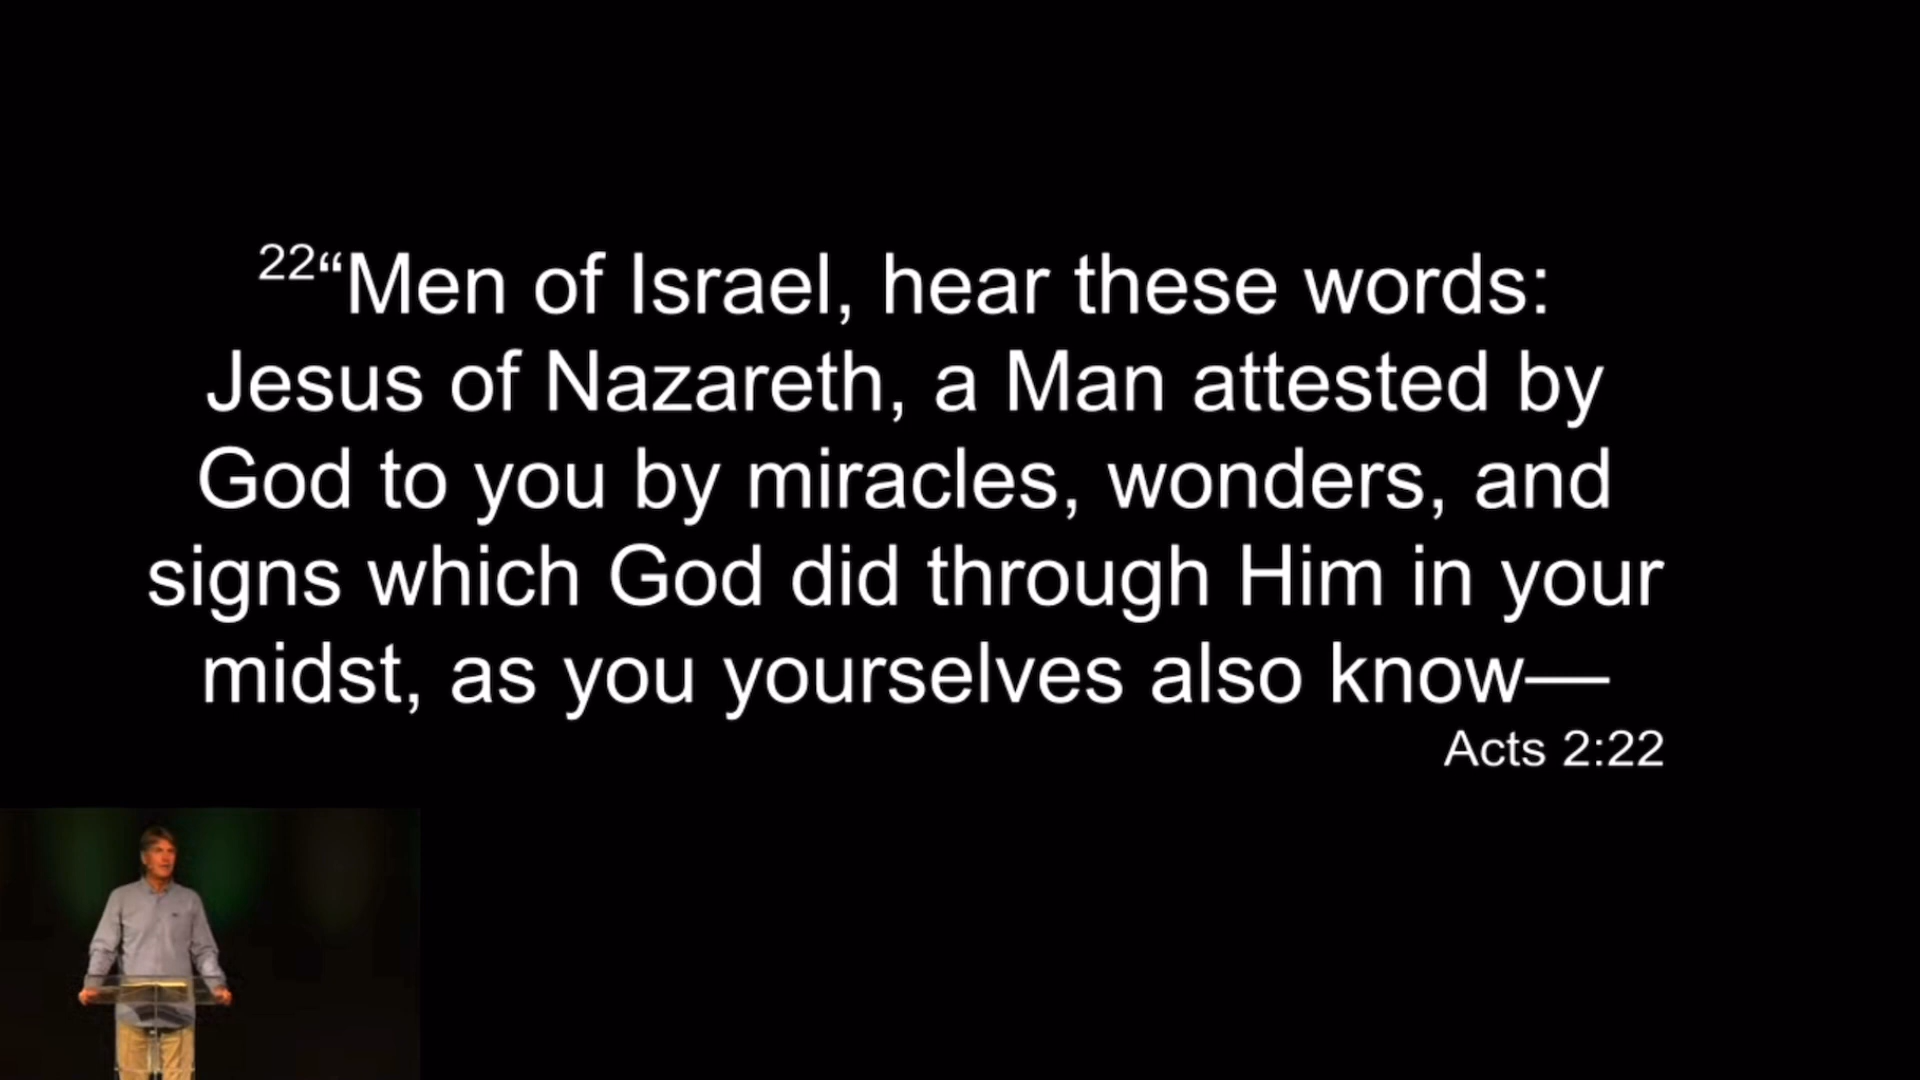 22“Men of Israel, hear these words:
Jesus of Nazareth, a Man attested by
God to you by miracles, wonders, and
signs which God did through Him in your
midst, as you yourselves also know—
Acts 2:22